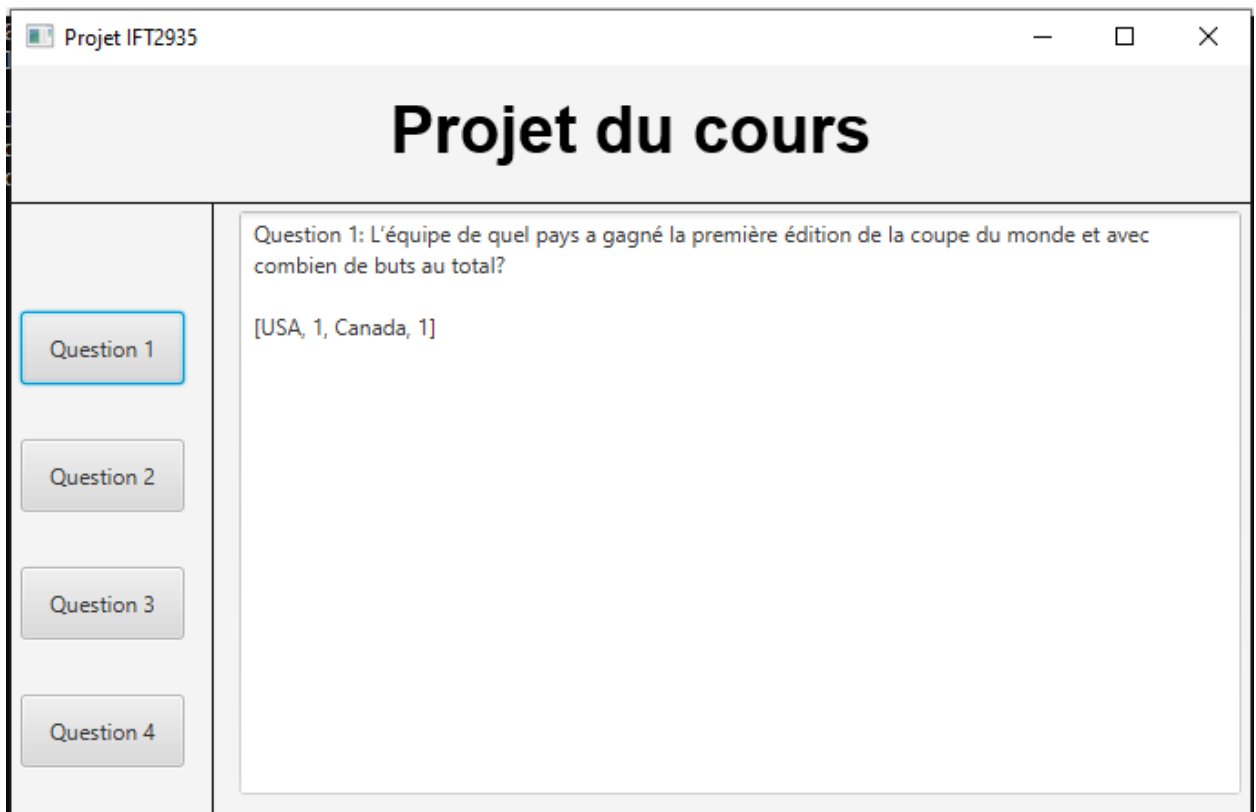 Projet IFT2935
Projet du cours
Question 1: L’équipe de quel pays a gagné la première édition de la coupe du monde et avec
combien de buts au total?
[USA, 1, Canada, 1]
Question 1
Question 2
Question 3
Question 4